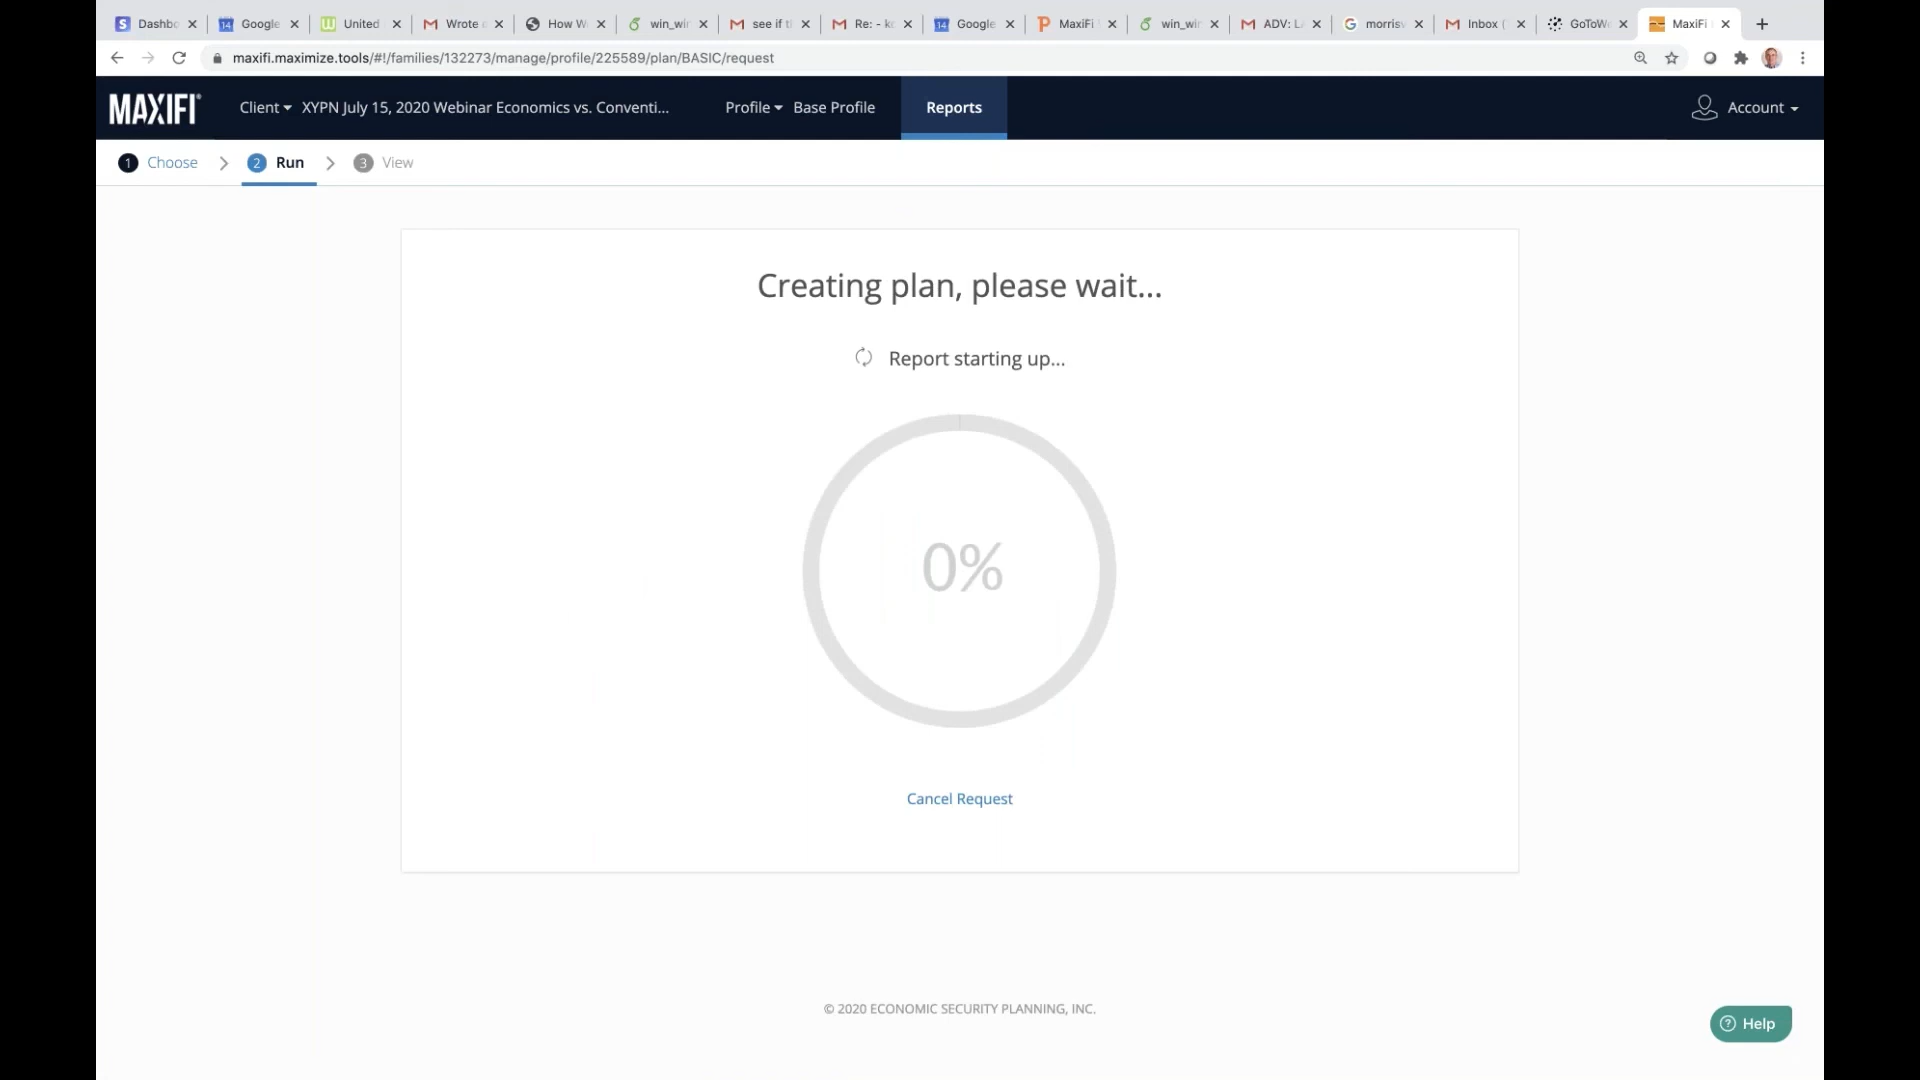 Dashbo
Google
United
Wrote
How W
win_wi
see if t
Re: - k
Google
MaxiFi
win_wi
ADV: L
morris
Inbox (
GoToW
MaxiFi
maxifi.maximize.tools/#!/families/132273/manage/profile/225589/plan/BASIC/request
MAXIFI® Client XYPN July 15, 2020 Webinar Economics vs. Conventi... Profile Base Profile Reports Account
1 Choose 2 Run 3 View
Creating plan, please wait...
Report starting up...
0%
Cancel Request
© 2020 ECONOMIC SECURITY PLANNING, INC.
Help